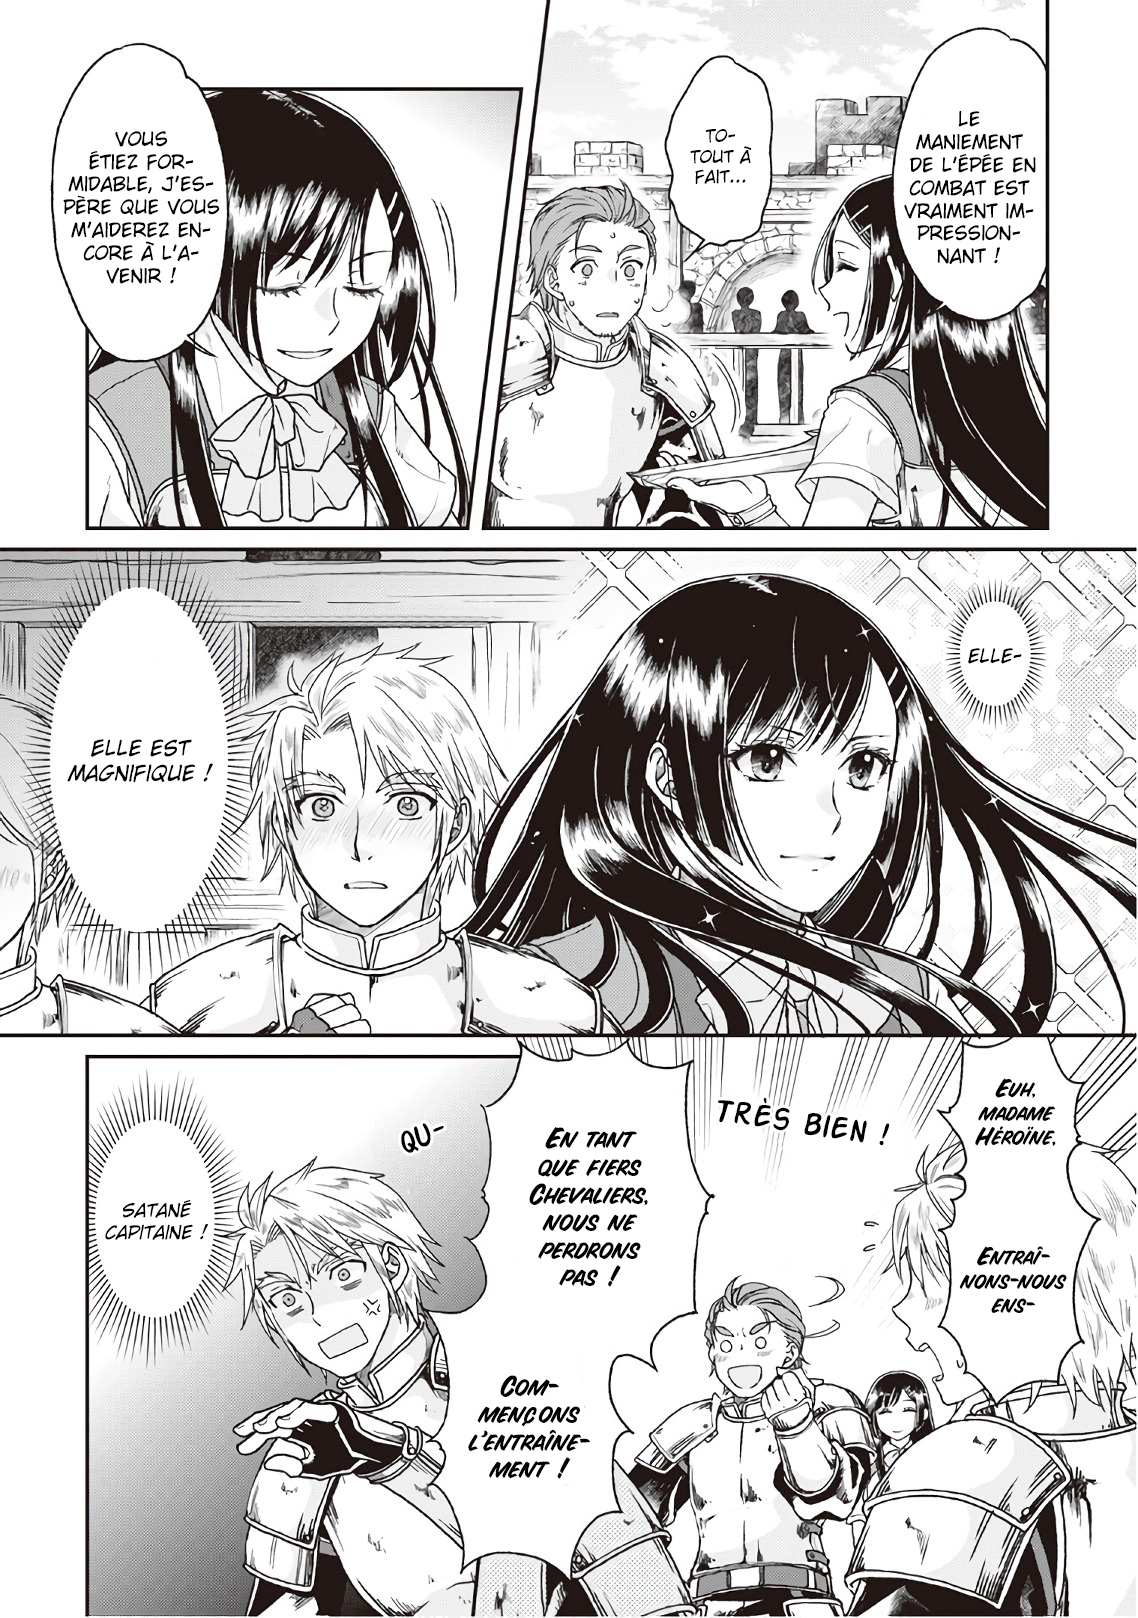 LE
MANIEMENT
DE L'ÉPÉE EN
COMBAT EST
VRAIMENT IM-
PRESSION-
NANT !
TO-
TOUT À
FAIT...
VOUS
ÉTIEZ FOR-
MIDABLE, J'ES-
PÈRE QUE VOUS
M'AIDEREZ EN-
CORE À L'A-
VENIR !
ELLE-
ELLE EST
MAGNIFIQUE !
EUH,
MADAME
HÉROÏNE,
ENTRAÎ-
NONS-NOUS
ENS-
TRÈS BIEN !
EN TANT
QUE FIERS
CHEVALIERS,
NOUS NE
PERDRONS
PAS !
COM-
MENÇONS
L'ENTRAÎNE-
MENT !
QU-
SATANÉ
CAPITAINE !